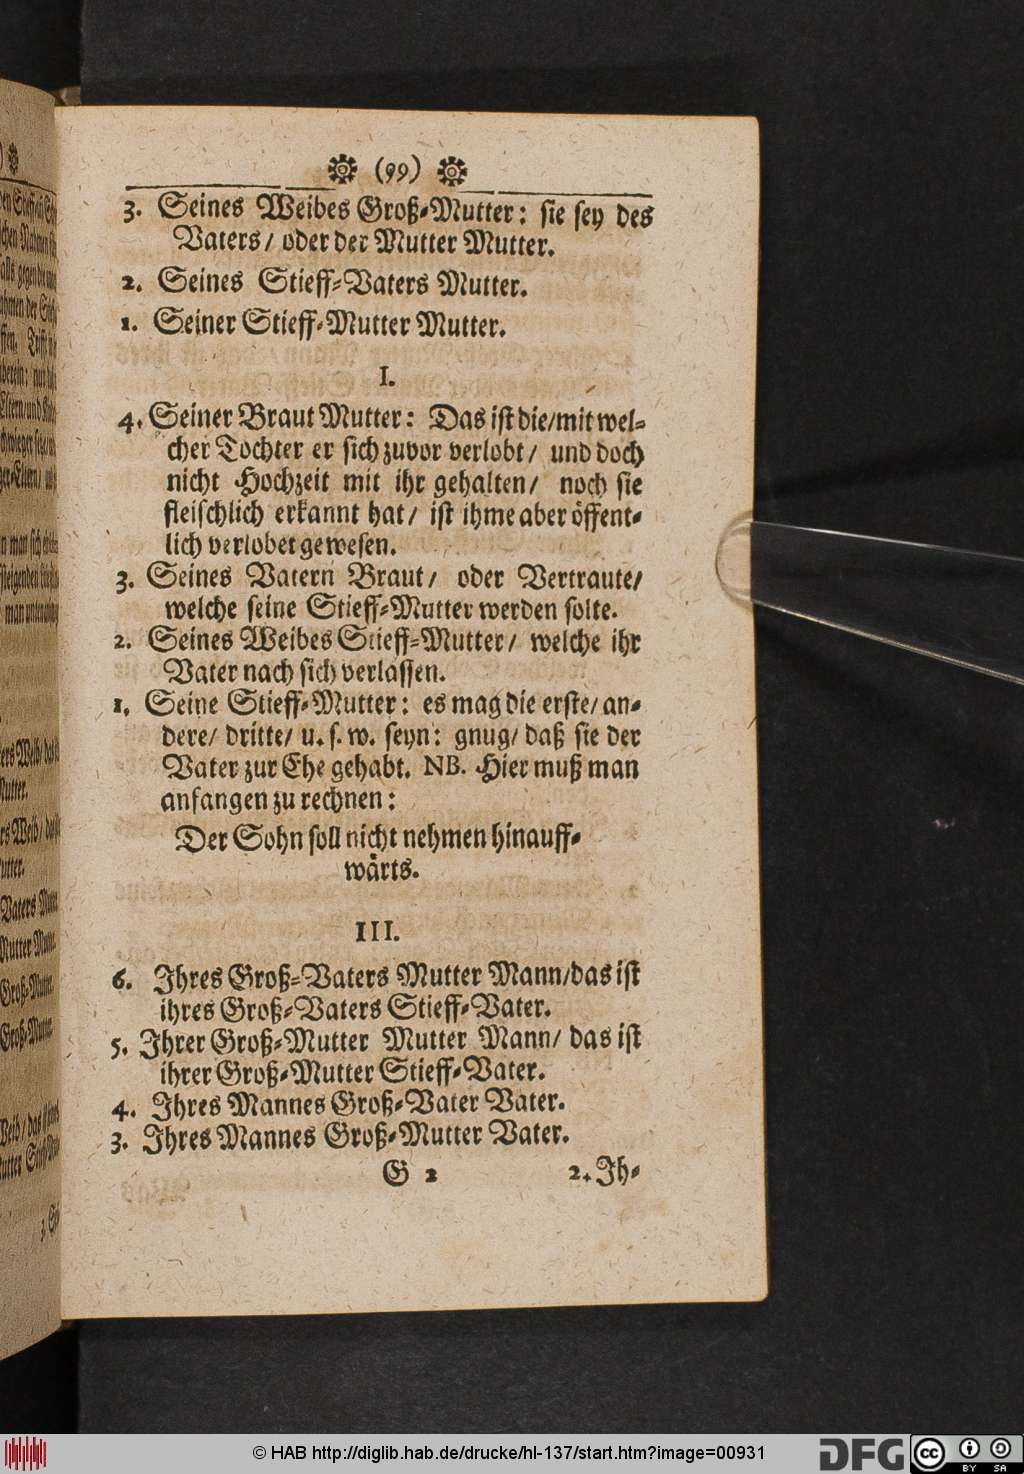 (99)
3. Seines Weibes Groß-Mutter: sie sey des
Vaters/ oder der Mutter Mutter.
2. Seines Stieff-Vaters Mutter.
1. Seiner Stieff-Mutter Mutter.
I.
4. Seiner Braut Mutter: Das ist die/mit wel-
cher Tochter er sich zuvor verlobt/ und doch
nicht Hochzeit mit ihr gehalten/ noch sie
fleischlich erkannt hat/ ist ihme aber öffent-
lich verlobet gewesen.
3. Seines Vatern Braut/ oder Vertraute/
welche seine Stieff-Mutter werden solte.
2. Seines Weibes Stieff-Mutter/ welche ihr
Vater nach sich verlassen.
1. Seine Stieff-Mutter: es mag die erste/ an-
dere/ dritte/ u. s. w. seyn: gnug/ daß sie der
Vater zur Ehe gehabt. NB. Hier muß man
anfangen zu rechnen:
Der Sohn soll nicht nehmen hinauff-
wärts.
III.
6. Ihres Groß-Vaters Mutter Mann/das ist
ihres Groß-Vaters Stieff-Vater.
5. Ihrer Groß-Mutter Mutter Mann/ das ist
ihrer Groß-Mutter Stieff-Vater.
4. Ihres Mannes Groß-Vater Vater.
3. Ihres Mannes Groß-Mutter Vater.
G 2 2. Ih-
© HAB http://diglib.hab.de/drucke/hl-137/start.htm?image=00931
DFG
cc BY SA